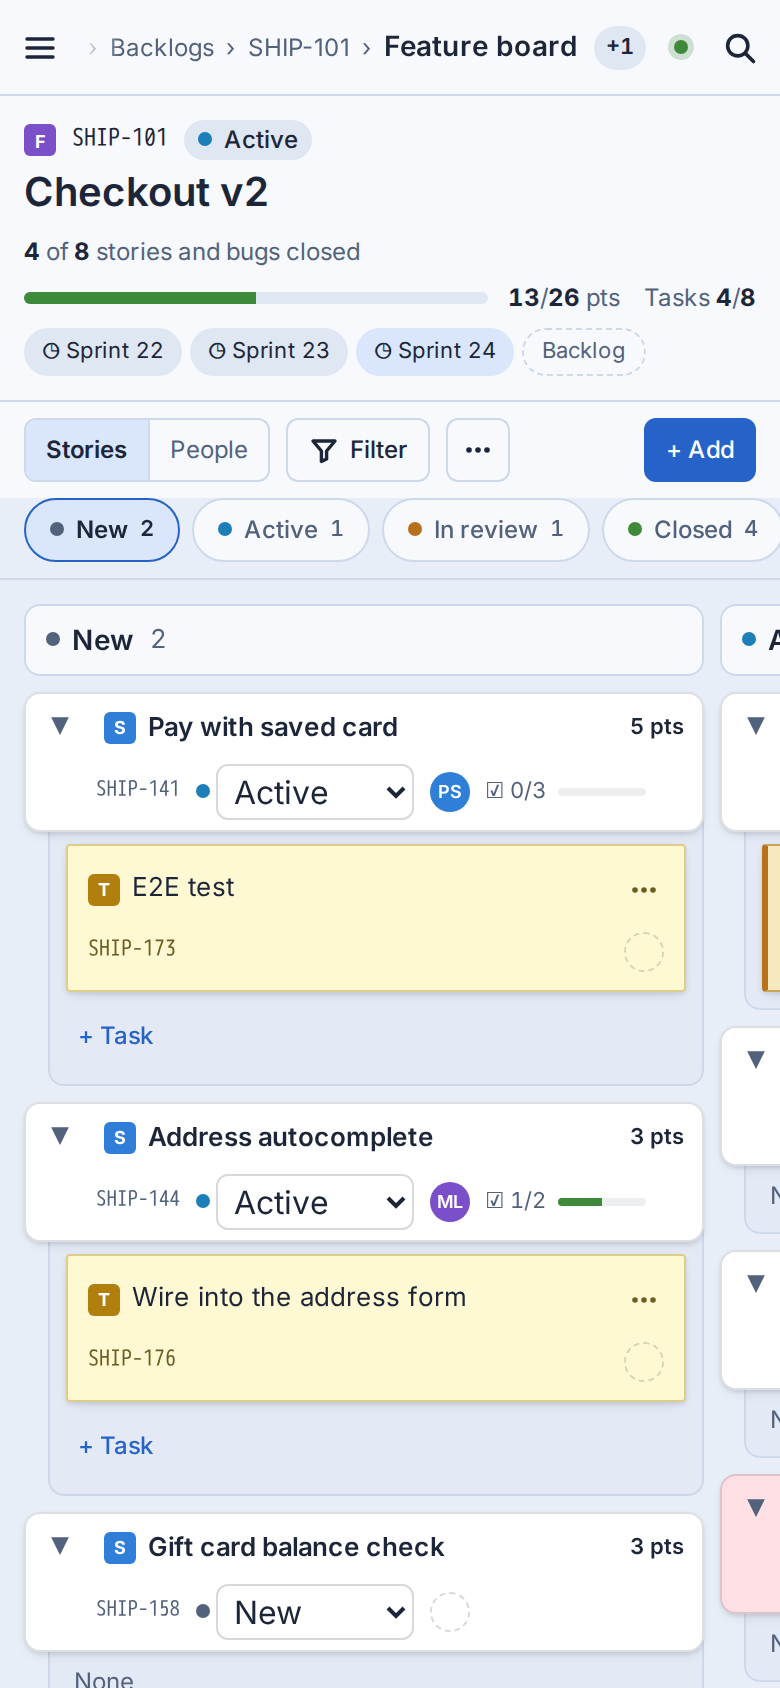 › Backlogs › SHIP-101 › Feature board +1
F SHIP-101 Active
Checkout v2
4 of 8 stories and bugs closed
13/26 pts Tasks 4/8
Sprint 22 Sprint 23 Sprint 24 Backlog
Stories People Filter ••• + Add
New 2 Active 1 In review 1 Closed 4
New 2
S Pay with saved card 5 pts
SHIP-141 Active PS ☑ 0/3
T E2E test •••
SHIP-173
+ Task
S Address autocomplete 3 pts
SHIP-144 Active ML ☑ 1/2
T Wire into the address form •••
SHIP-176
+ Task
S Gift card balance check 3 pts
SHIP-158 New
None